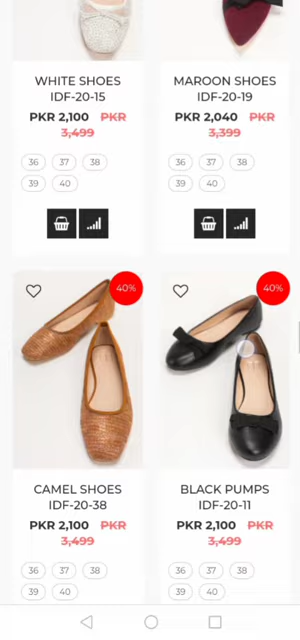 WHITE SHOES
IDF-20-15
PKR 2,100 PKR
3,499
36 37 38
39 40
MAROON SHOES
IDF-20-19
PKR 2,040 PKR
3,399
36 37 38
39 40
40%
CAMEL SHOES
IDF-20-38
PKR 2,100 PKR
3,499
36 37 38
39 40
40%
BLACK PUMPS
IDF-20-11
PKR 2,100 PKR
3,499
36 37 38
39 40